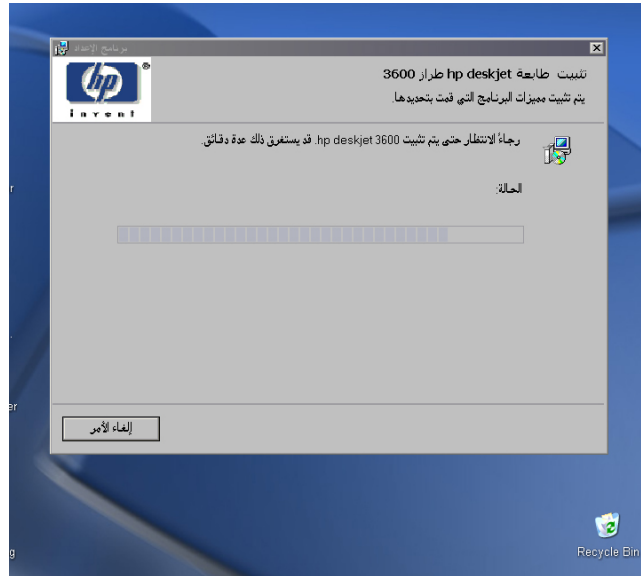 برنامج الإعداد
hp
®
invent
تثبيت طابعة hp deskjet طراز 3600
يتم تثبيت مميزات البرنامج التي قمت بتحديدها.
رجاءً الانتظار حتى يتم تثبيت hp deskjet 3600. قد يستغرق ذلك عدة دقائق.
الحالة:
إلغاء الأمر
r
er
g
Recycle Bin